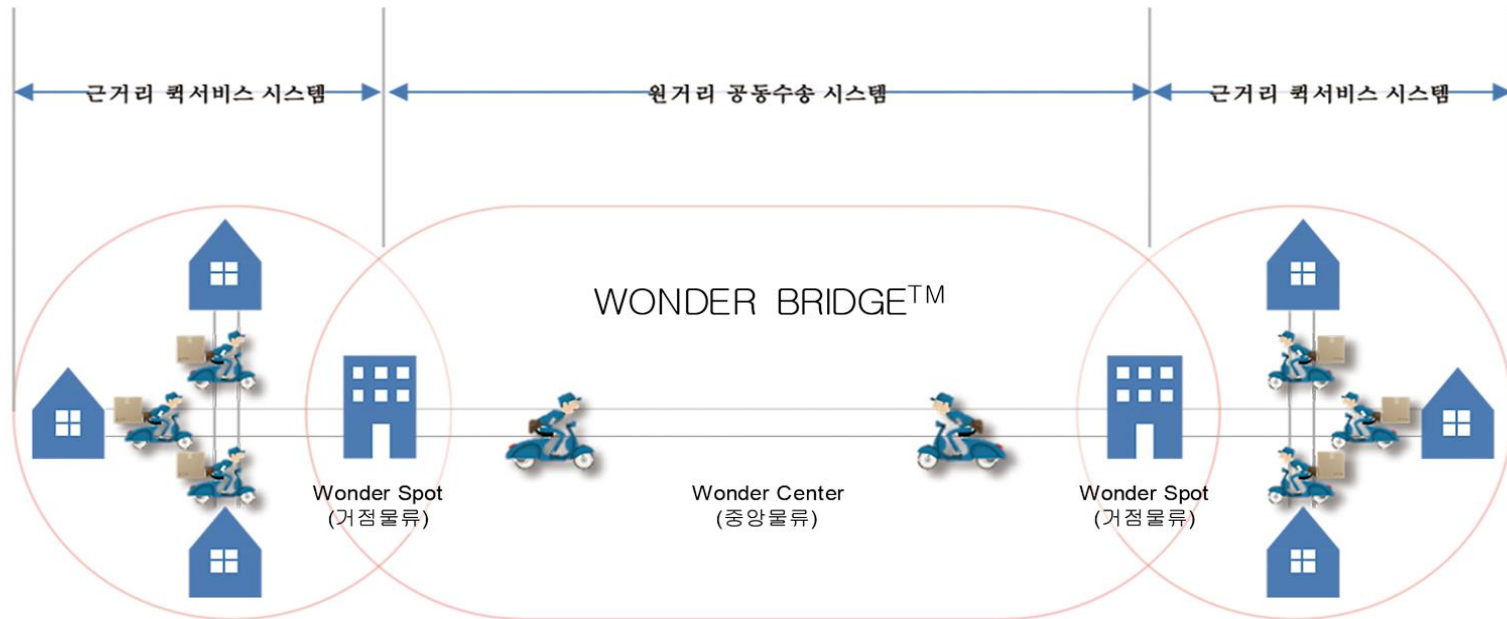 근거리 퀵서비스 시스템
원거리 공동수송 시스템
근거리 퀵서비스 시스템
WONDER BRIDGE™
Wonder Spot
(거점물류)
Wonder Center
(중앙물류)
Wonder Spot
(거점물류)